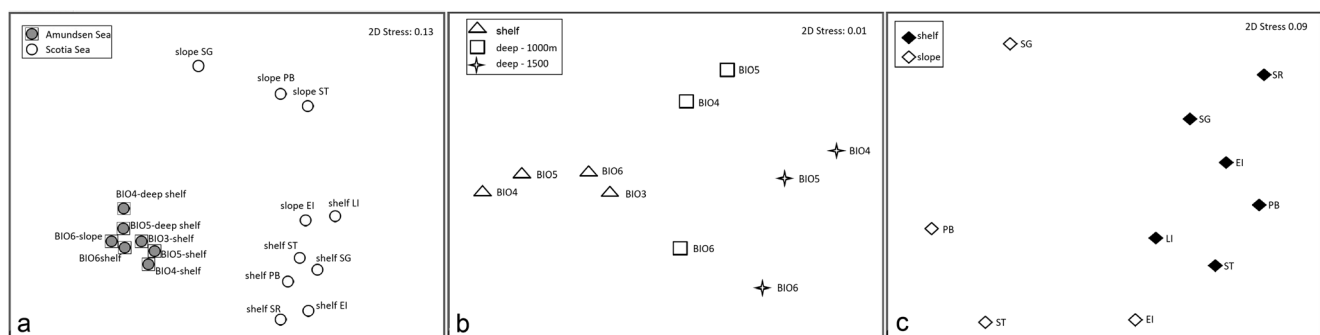 Amundsen Sea
Scotia Sea
2D Stress: 0.13
slope SG
slope PB
slope ST
BIO4-deep shelf
BIO5-deep shelf
BIO6-slope
BIO3-shelf
BIO6shelf
BIO5-shelf
BIO4-shelf
slope EI
shelf LI
shelf ST
shelf SG
shelf PB
shelf SR
shelf EI
a
shelf
deep - 1000m
deep - 1500
2D Stress: 0.01
BIO5
BIO4
BIO4
BIO5
BIO5
BIO6
BIO4
BIO3
BIO6
BIO6
b
shelf
slope
2D Stress 0.09
SG
SR
SG
EI
PB
PB
LI
ST
ST
EI
c